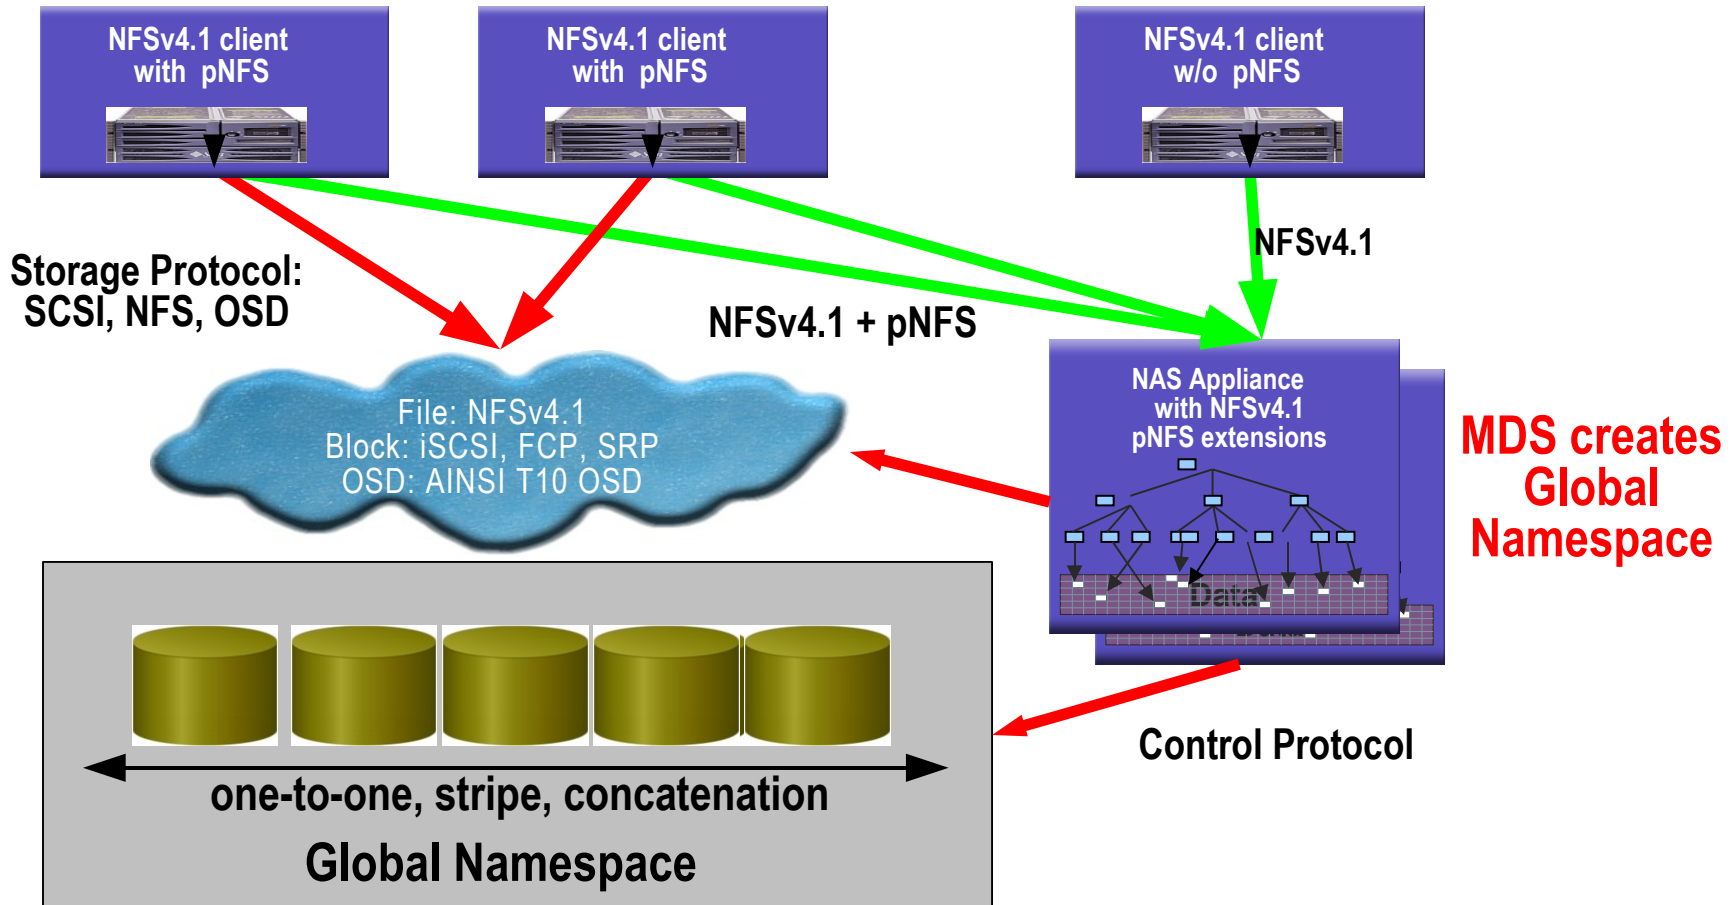 NFSv4.1 client
with pNFS
NFSv4.1 client
with pNFS
NFSv4.1 client
w/o pNFS
Storage Protocol:
SCSI, NFS, OSD
NFSv4.1 + pNFS
NFSv4.1
File: NFSv4.1
Block: iSCSI, FCP, SRP
OSD: AINSI T10 OSD
NAS Appliance
with NFSv4.1
pNFS extensions
Data
MDS creates
Global
Namespace
Control Protocol
one-to-one, stripe, concatenation
Global Namespace